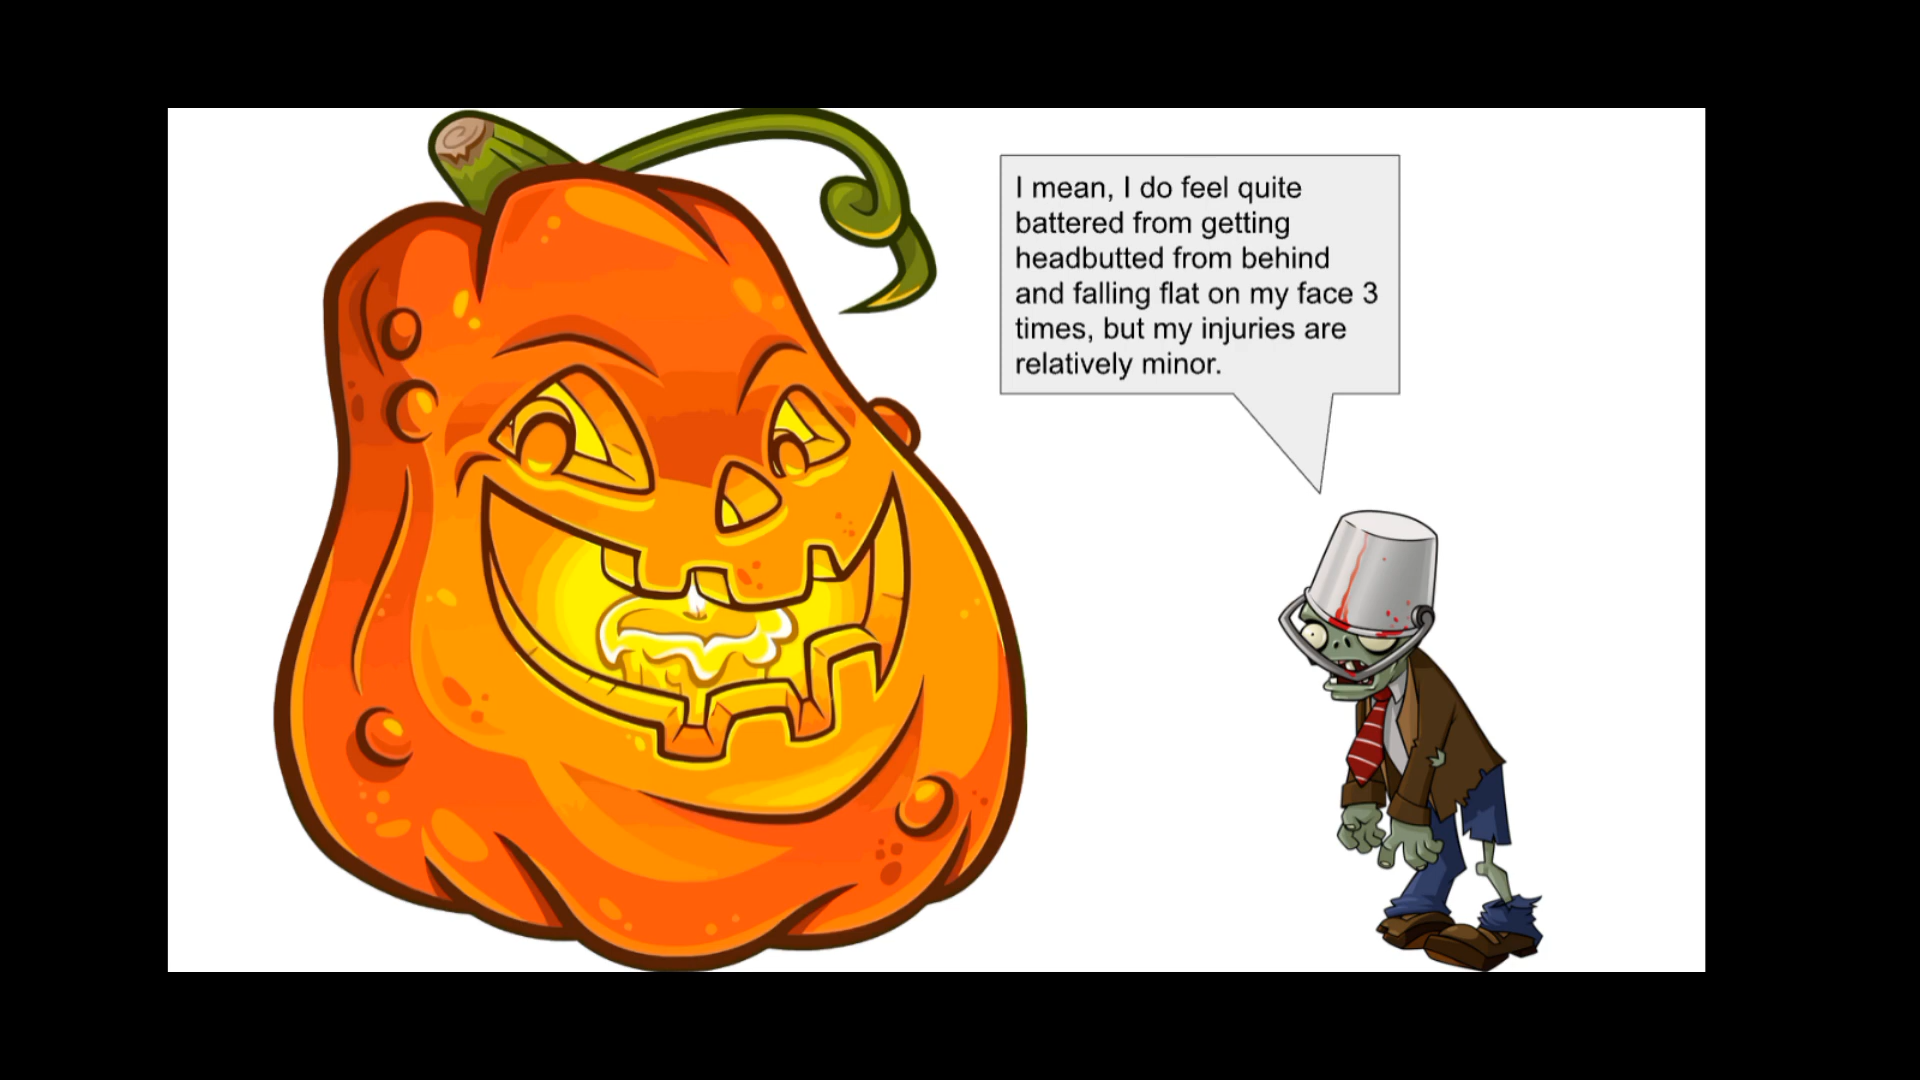 I mean, I do feel quite
battered from getting
headbutted from behind
and falling flat on my face 3
times, but my injuries are
relatively minor.